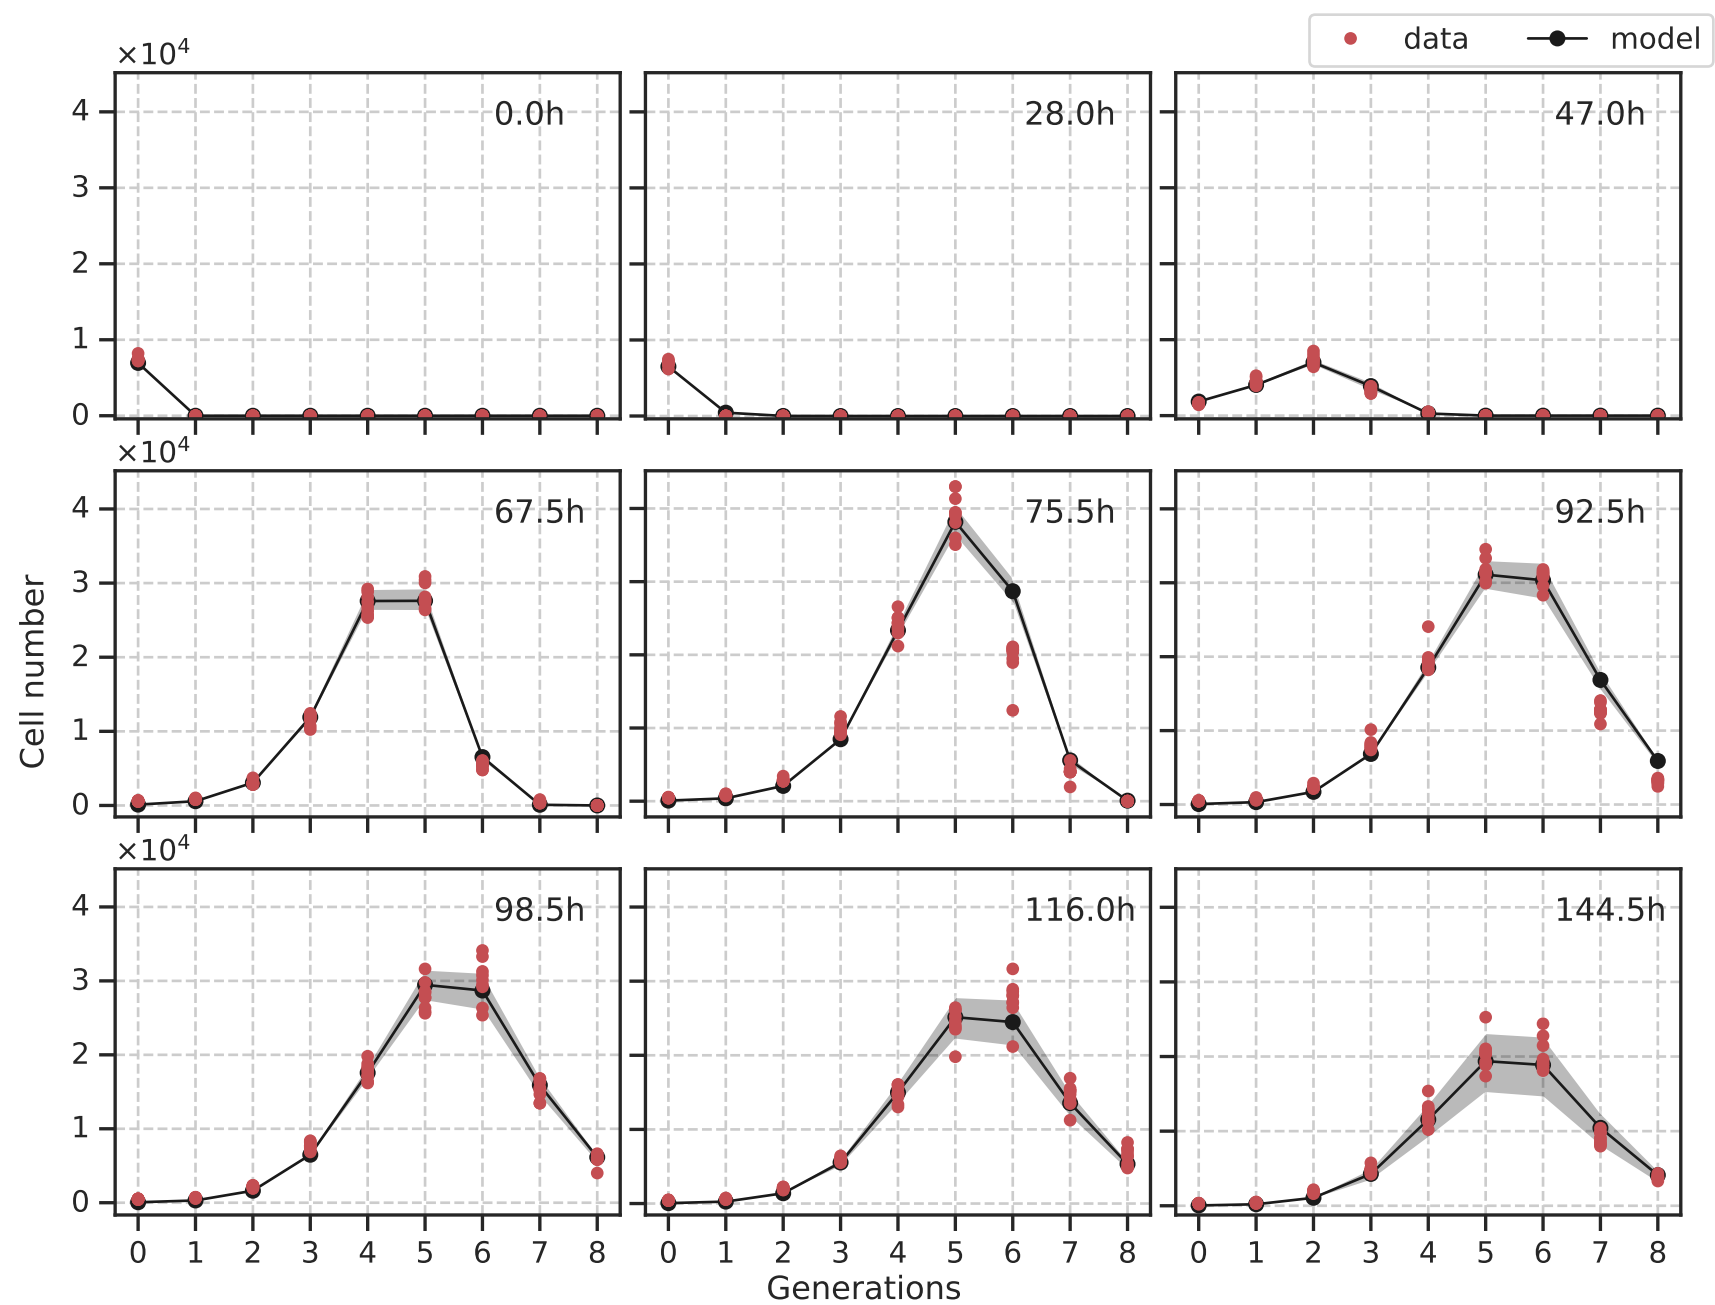 data model
×10⁴
4
3
2
1
0
0.0h
28.0h
47.0h
×10⁴
4
3
2
1
0
67.5h
75.5h
92.5h
Cell number
×10⁴
4
3
2
1
0
98.5h
116.0h
144.5h
0 1 2 3 4 5 6 7 8
0 1 2 3 4 5 6 7 8
0 1 2 3 4 5 6 7 8
Generations